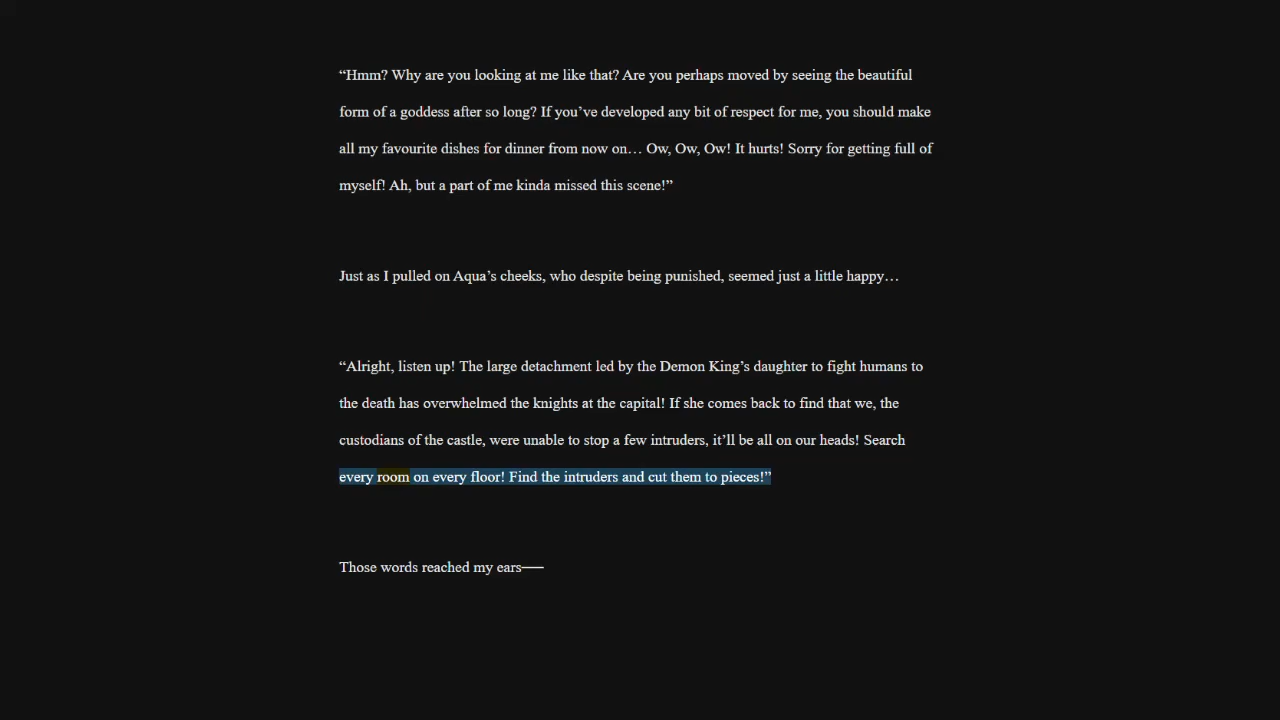 “Hmm? Why are you looking at me like that? Are you perhaps moved by seeing the beautiful
form of a goddess after so long? If you’ve developed any bit of respect for me, you should make
all my favourite dishes for dinner from now on… Ow, Ow, Ow! It hurts! Sorry for getting full of
myself! Ah, but a part of me kinda missed this scene!”
Just as I pulled on Aqua’s cheeks, who despite being punished, seemed just a little happy…
“Alright, listen up! The large detachment led by the Demon King’s daughter to fight humans to
the death has overwhelmed the knights at the capital! If she comes back to find that we, the
custodians of the castle, were unable to stop a few intruders, it’ll be all on our heads! Search
every room on every floor! Find the intruders and cut them to pieces!”
Those words reached my ears──